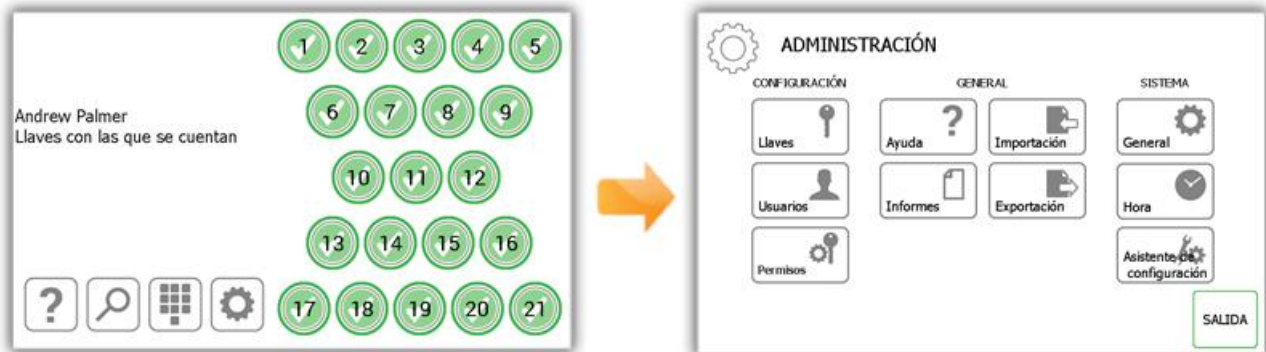 1 2 3 4 5
6 7 8 9
Andrew Palmer
Llaves con las que se cuentan
10 11 12
13 14 15 16
?
17 18 19 20 21
ADMINISTRACIÓN
CONFIGURACIÓN GENERAL SISTEMA
Llaves Ayuda ? Importación General
Usuarios Informes Exportación Hora
Permisos
Asistente de
configuración
SALIDA